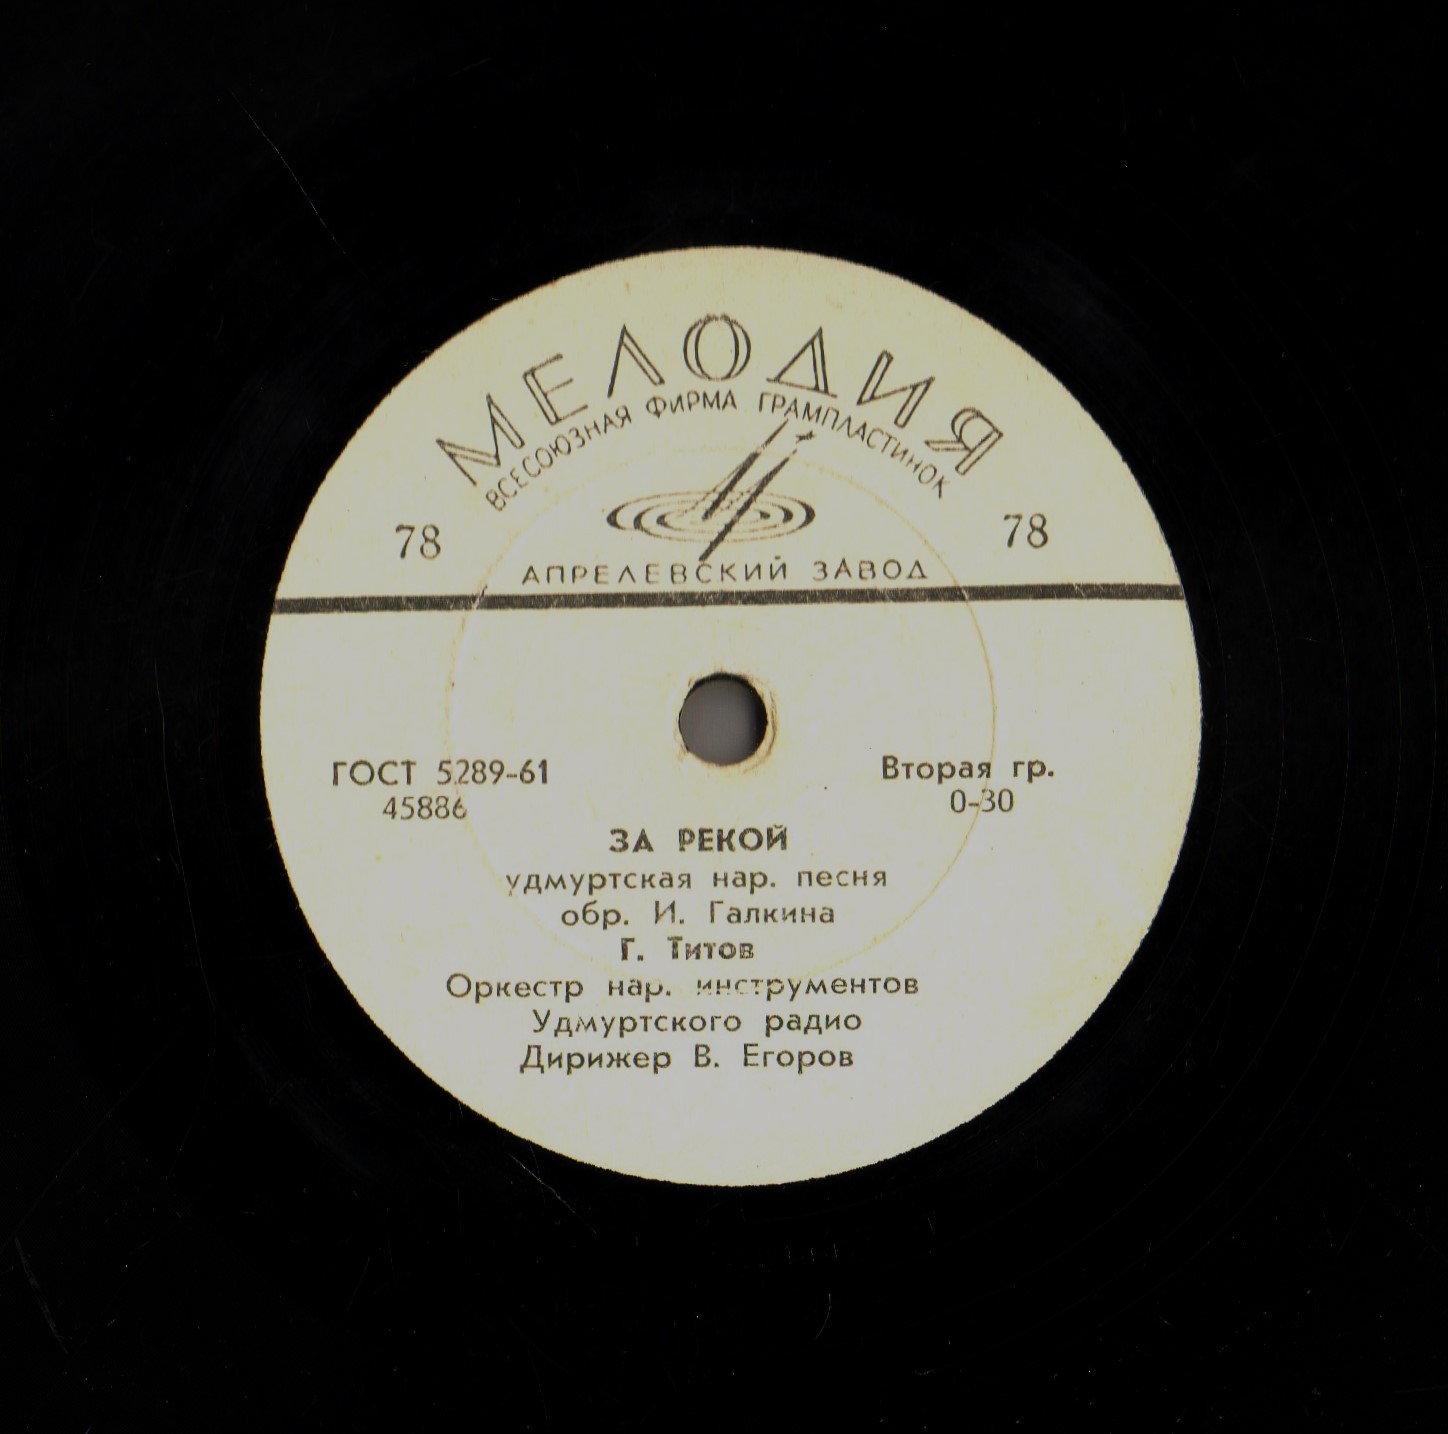 МЕЛОДИЯ
ВСЕСОЮЗНАЯ ФИРМА ГРАМПЛАСТИНОК
78 78
АПРЕЛЕВСКИЙ ЗАВОД
ГОСТ 5289-61 Вторая гр.
45886 0-30
ЗА РЕКОЙ
удмуртская нар. песня
обр. И. Галкина
Г. Титов
Оркестр нар. инструментов
Удмуртского радио
Дирижер В. Егоров